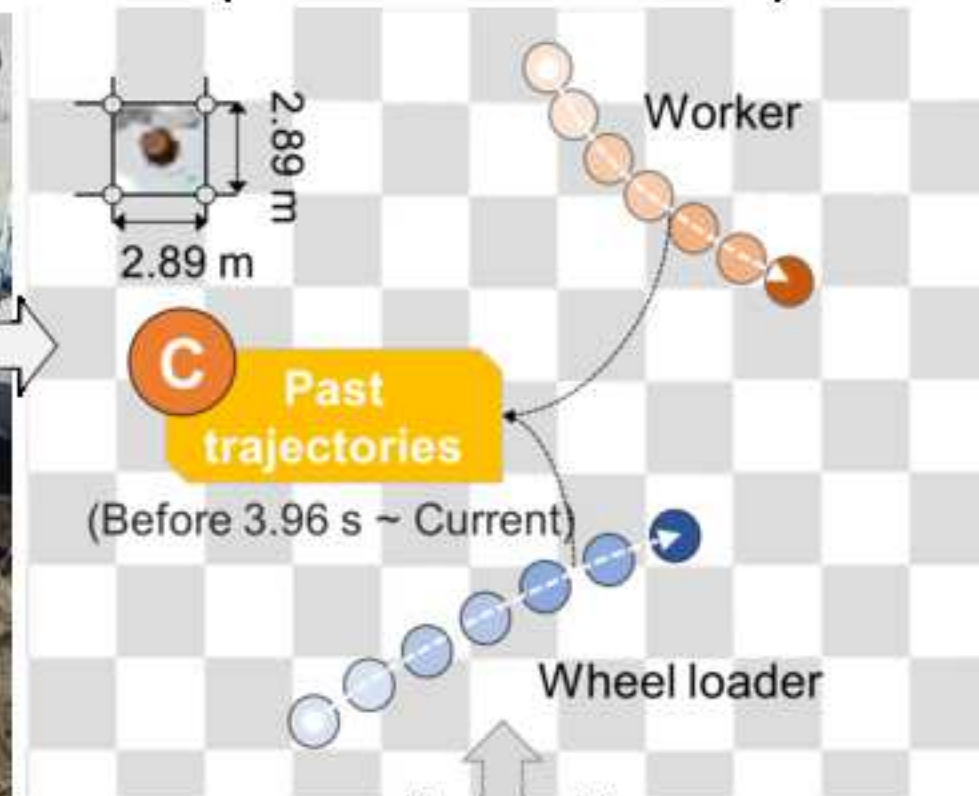 2.89 m
2.89 m
Worker
C
Past
trajectories
(Before 3.96 s ~ Current)
Wheel loader